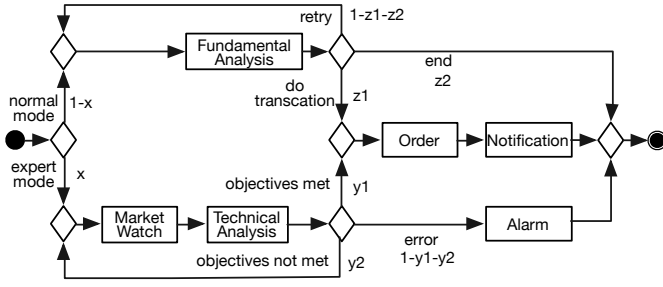 retry 1-z1-z2
Fundamental
Analysis
end
z2
do
transcation
z1
normal
mode
1-x
Order
Notification
expert
mode
x
objectives met
y1
Market
Watch
Technical
Analysis
Alarm
error
1-y1-y2
objectives not met
y2